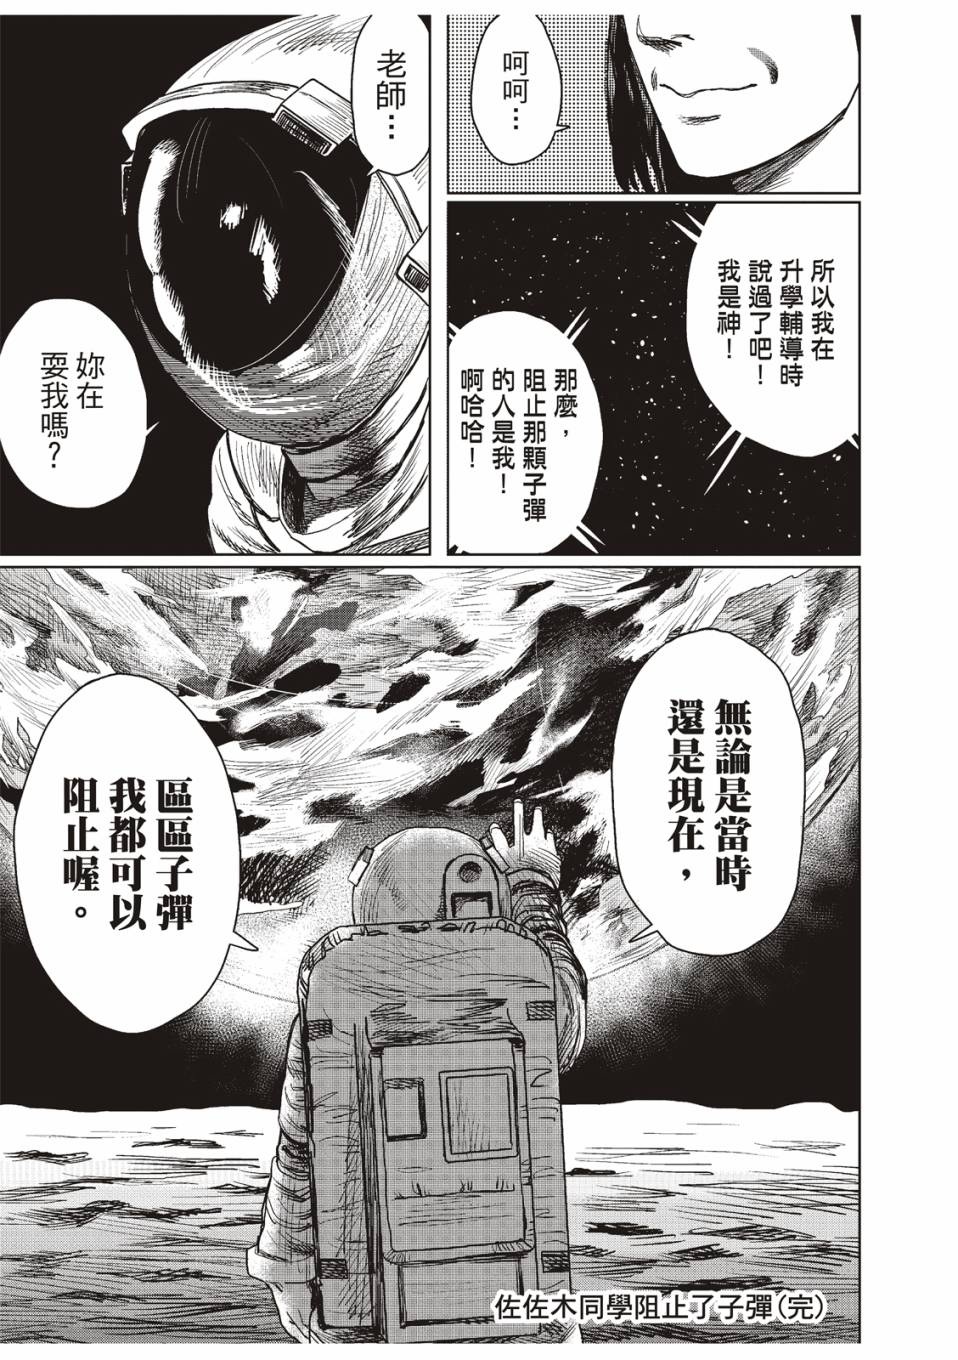 呵呵…
所以我在
升學輔導時
說過了吧！
我是神！
那麼，
阻止那顆子彈
的人是我！
啊哈哈！
老師…
妳在
耍我嗎？
無論是當時
還是現在，
區區子彈
我都可以
阻止喔。
佐佐木同學阻止了子彈（完）